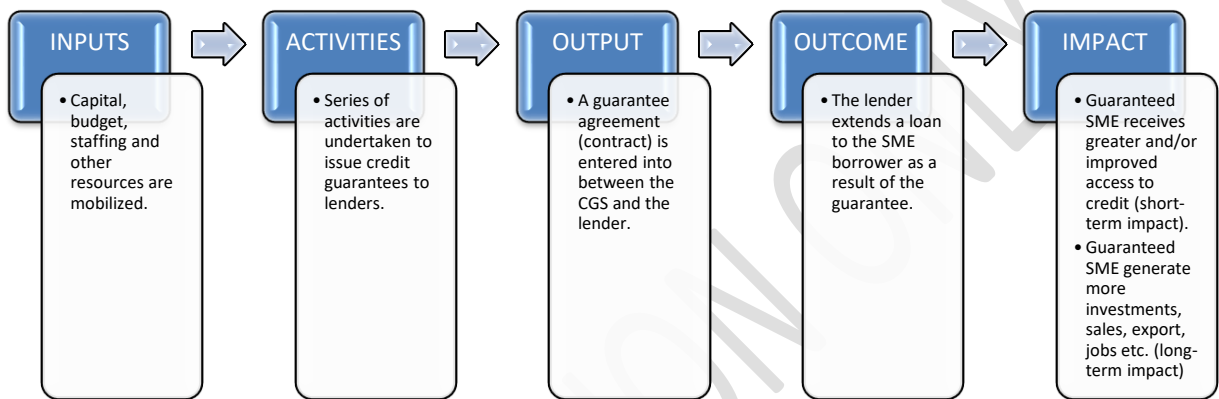 INPUTS
• Capital,
budget,
staffing and
other
resources are
mobilized.
ACTIVITIES
• Series of
activities are
undertaken to
issue credit
guarantees to
lenders.
OUTPUT
• A guarantee
agreement
(contract) is
entered into
between the
CGS and the
lender.
OUTCOME
• The lender
extends a loan
to the SME
borrower as a
result of the
guarantee.
IMPACT
• Guaranteed
SME receives
greater and/or
improved
access to
credit (short-
term impact).
• Guaranteed
SME generate
more
investments,
sales, export,
jobs etc. (long-
term impact)